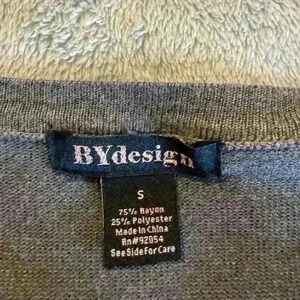 BYdesign
S
75% Rayon
25% Polyester
Made in China
Rn#92054
See Side For Care